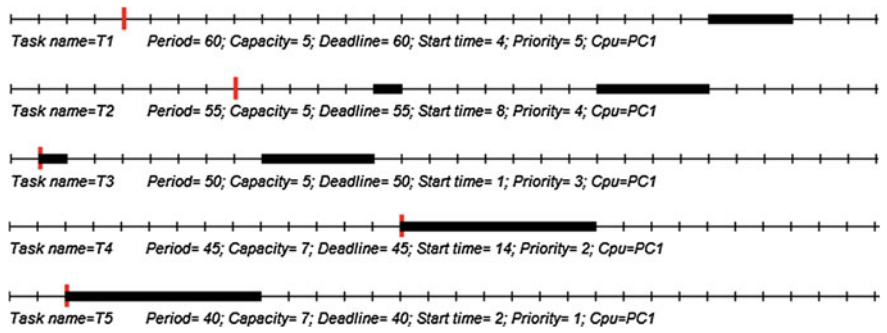 Task name=T1 Period= 60; Capacity= 5; Deadline= 60; Start time= 4; Priority= 5; Cpu=PC1
Task name=T2 Period= 55; Capacity= 5; Deadline= 55; Start time= 8; Priority= 4; Cpu=PC1
Task name=T3 Period= 50; Capacity= 5; Deadline= 50; Start time= 1; Priority= 3; Cpu=PC1
Task name=T4 Period= 45; Capacity= 7; Deadline= 45; Start time= 14; Priority= 2; Cpu=PC1
Task name=T5 Period= 40; Capacity= 7; Deadline= 40; Start time= 2; Priority= 1; Cpu=PC1